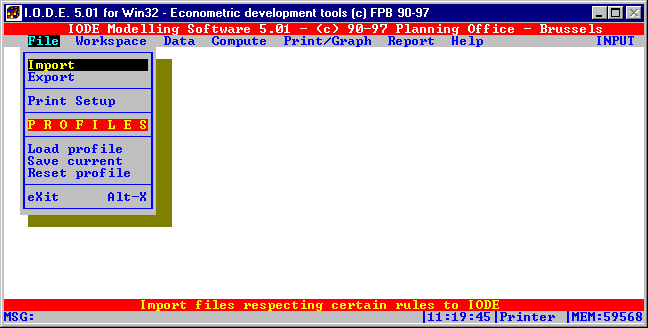 I.O.D.E. 5.01 for Win32 - Econometric development tools (c) FPB 90-97
IODE Modelling Software 5.01 - (c) 90-97 Planning Office - Brussels
File Workspace Data Compute Print/Graph Report Help INPUT
Import
Export
Print Setup
P R O F I L E S
Load profile
Save current
Reset profile
eXit Alt-X
Import files respecting certain rules to IODE
MSG: |11:19:45|Printer |MEM:59568